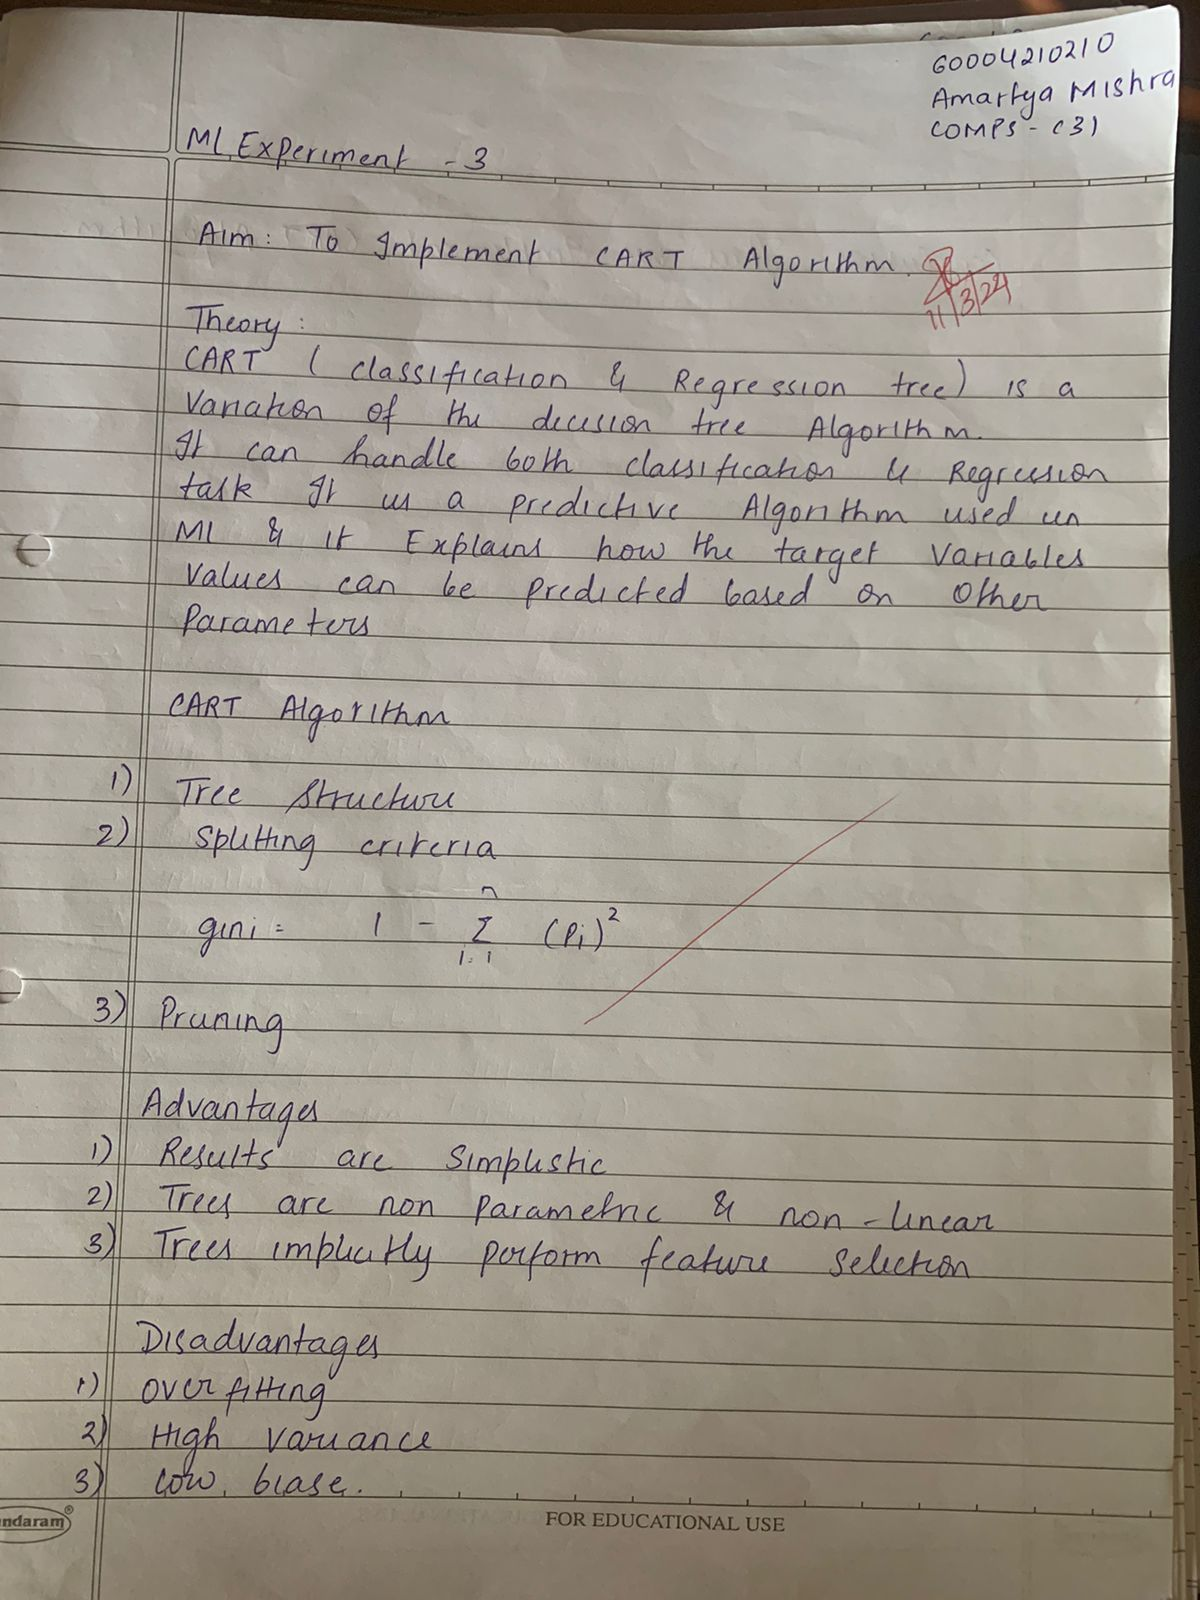 60004210210
Amartya Mishra
COMPS - (3)
ML Experiment - 3
Aim: To Implement CART Algorithm.
11/3/24
Theory:
CART ( classification & Regression tree) is a
Variation of the decision tree Algorithm.
It can handle both classification & Regression
task It is a predictive Algorithm used in
Ml & it Explains how the target Variables
values can be predicted based on Other
Parameters
CART Algorithm
1) Tree Structure
2) Splitting criteria
gini = 1 - n Σ i=1 (Pi)²
3) Pruning
Advantages
1) Results are Simplistic
2) Trees are non Parametric & non-linear
3) Trees implicitly perform feature Selection
Disadvantages
1) Overfitting
2) High Variance
3) low biase.
ndaram®
FOR EDUCATIONAL USE